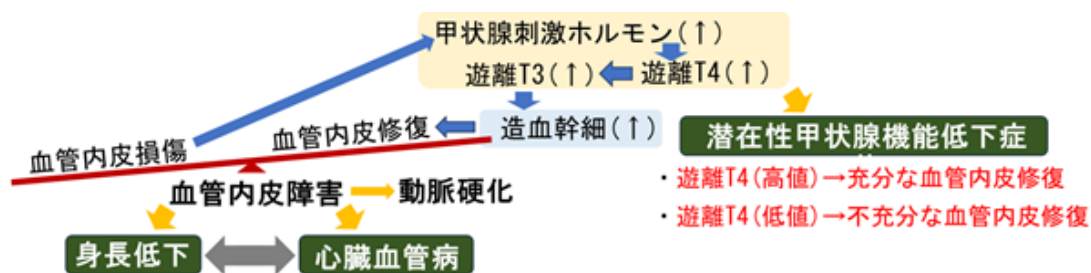 甲状腺刺激ホルモン(↑)
遊離T3(↑)
遊離T4(↑)
血管内皮損傷
血管内皮修復
造血幹細(↑)
潜在性甲状腺機能低下症
・遊離T4(高値)→充分な血管内皮修復
・遊離T4(低値)→不充分な血管内皮修復
血管内皮障害
動脈硬化
身長低下
心臓血管病